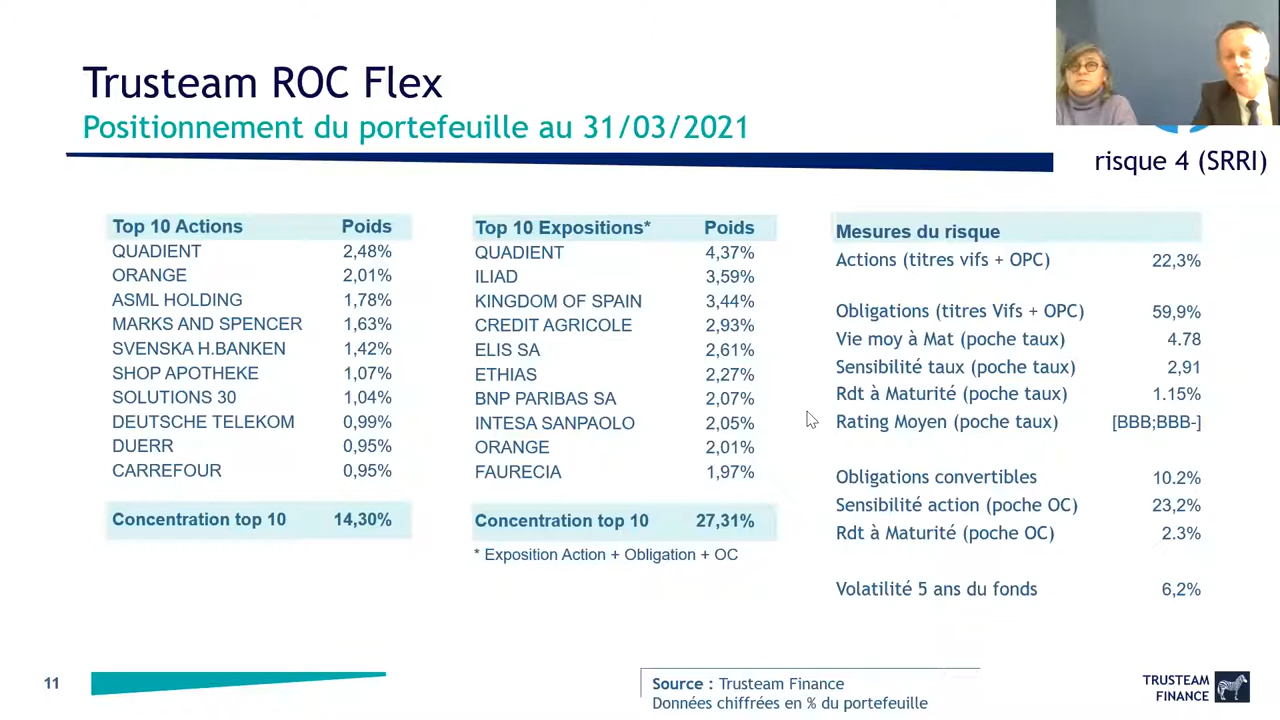 Trusteam ROC Flex
Positionnement du portefeuille au 31/03/2021
risque 4 (SRRI)
Top 10 Actions Poids
QUADIENT 2,48%
ORANGE 2,01%
ASML HOLDING 1,78%
MARKS AND SPENCER 1,63%
SVENSKA H.BANKEN 1,42%
SHOP APOTHEKE 1,07%
SOLUTIONS 30 1,04%
DEUTSCHE TELEKOM 0,99%
DUERR 0,95%
CARREFOUR 0,95%
Concentration top 10 14,30%
Top 10 Expositions* Poids
QUADIENT 4,37%
ILIAD 3,59%
KINGDOM OF SPAIN 3,44%
CREDIT AGRICOLE 2,93%
ELIS SA 2,61%
ETHIAS 2,27%
BNP PARIBAS SA 2,07%
INTESA SANPAOLO 2,05%
ORANGE 2,01%
FAURECIA 1,97%
Concentration top 10 27,31%
* Exposition Action + Obligation + OC
Mesures du risque
Actions (titres vifs + OPC) 22,3%
Obligations (titres Vifs + OPC) 59,9%
Vie moy à Mat (poche taux) 4.78
Sensibilité taux (poche taux) 2,91
Rdt à Maturité (poche taux) 1.15%
Rating Moyen (poche taux) [BBB;BBB-]
Obligations convertibles 10.2%
Sensibilité action (poche OC) 23,2%
Rdt à Maturité (poche OC) 2.3%
Volatilité 5 ans du fonds 6,2%
11
Source : Trusteam Finance
Données chiffrées en % du portefeuille
TRUSTEAM
FINANCE